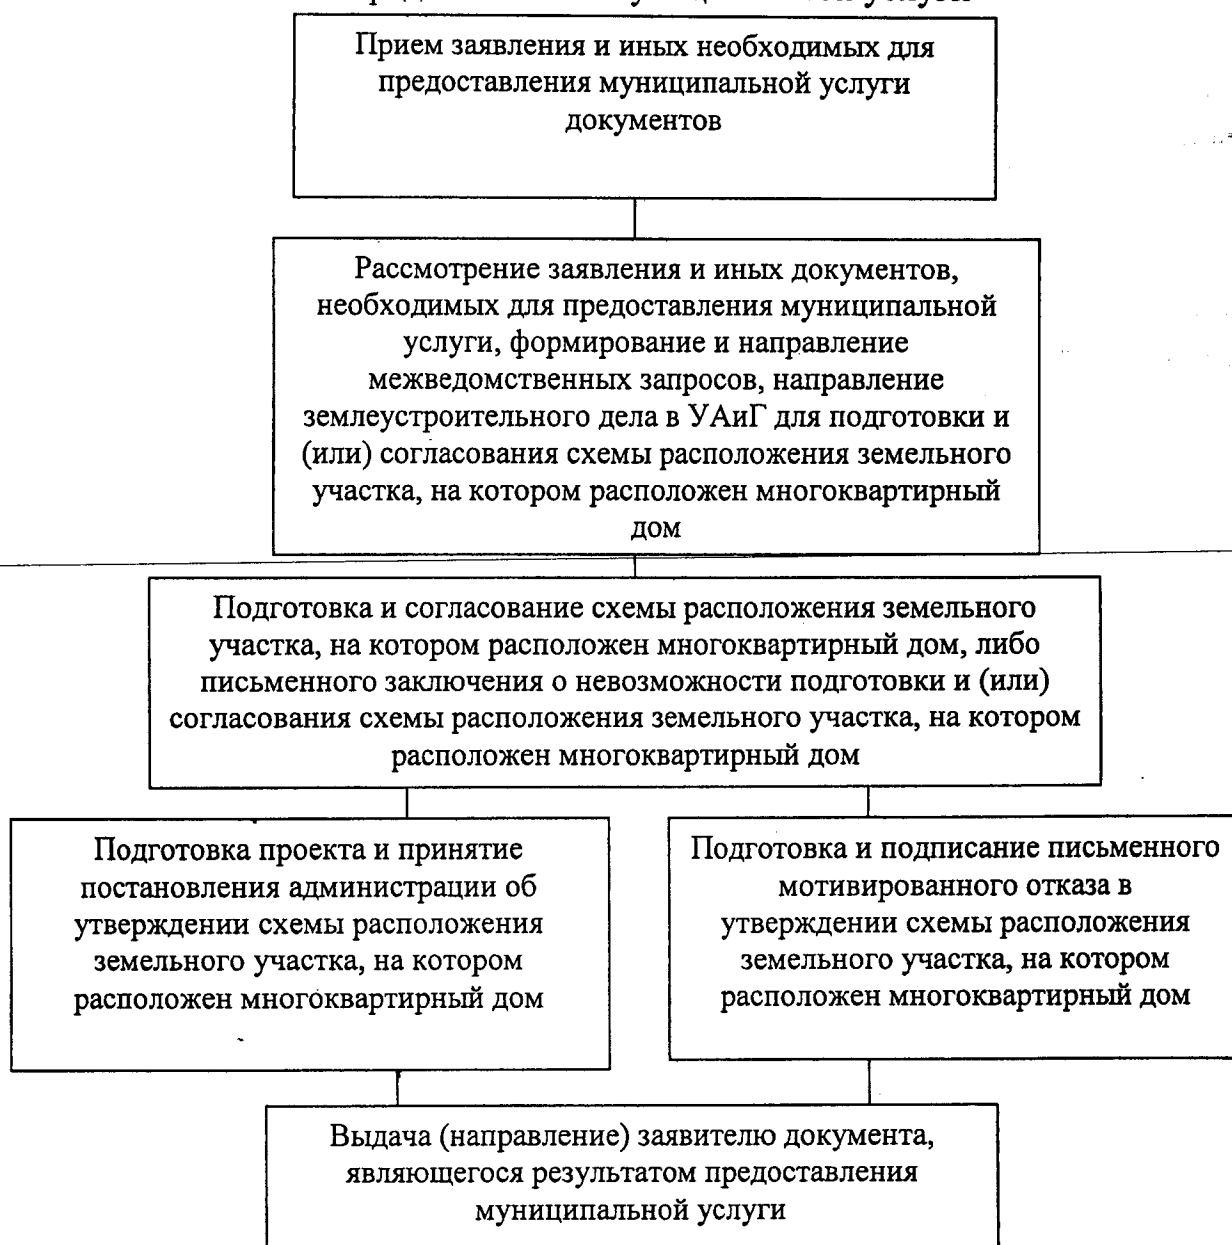 услуги
Прием заявления и иных необходимых для
предоставления муниципальной услуги
документов
Рассмотрение заявления и иных документов,
необходимых для предоставления муниципальной
услуги, формирование и направление
межведомственных запросов, направление
землеустроительного дела в УАиГ для подготовки и
(или) согласования схемы расположения земельного
участка, на котором расположен многоквартирный
дом
Подготовка и согласование схемы расположения земельного
участка, на котором расположен многоквартирный дом, либо
письменного заключения о невозможности подготовки и (или)
согласования схемы расположения земельного участка, на котором
расположен многоквартирный дом
Подготовка проекта и принятие
постановления администрации об
утверждении схемы расположения
земельного участка, на котором
расположен многоквартирный дом
Подготовка и подписание письменного
мотивированного отказа в
утверждении схемы расположения
земельного участка, на котором
расположен многоквартирный дом
Выдача (направление) заявителю документа,
являющегося результатом предоставления
муниципальной услуги